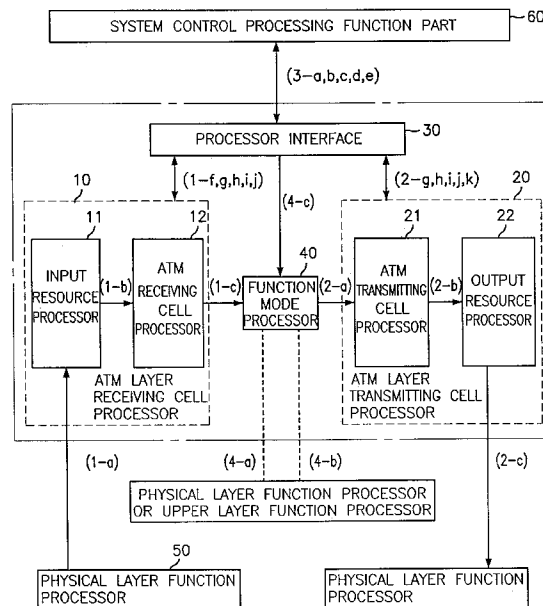 60
SYSTEM CONTROL PROCESSING FUNCTION PART
(3-a,b,c,d,e)
30
PROCESSOR INTERFACE
10
(1-f,g,h,i,j)
(2-g,h,i,j,k)
20
11
12
(4-c)
21
22
40
INPUT
RESOURCE
PROCESSOR
(1-b)
ATM
RECEIVING
CELL
PROCESSOR
(1-c)
FUNCTION
MODE
PROCESSOR
(2-a)
ATM
TRANSMITTING
CELL
PROCESSOR
(2-b)
OUTPUT
RESOURCE
PROCESSOR
ATM LAYER
RECEIVING CELL
PROCESSOR
ATM LAYER
TRANSMITTING CELL
PROCESSOR
(1-a)
(4-a)
(4-b)
(2-c)
PHYSICAL LAYER FUNCTION PROCESSOR
OR UPPER LAYER FUNCTION PROCESSOR
50
PHYSICAL LAYER FUNCTION
PROCESSOR
PHYSICAL LAYER FUNCTION
PROCESSOR